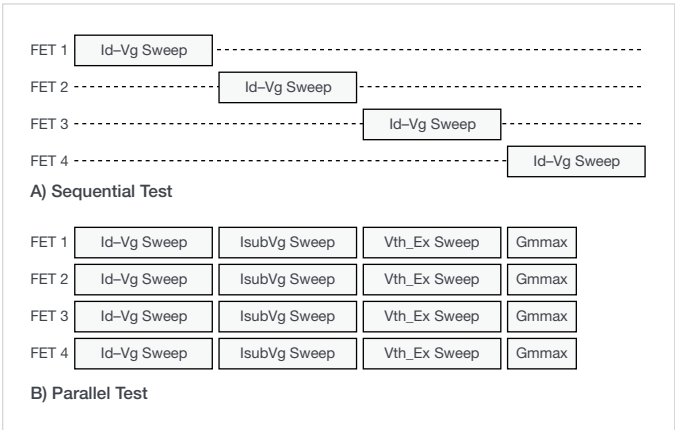 FET 1 Id–Vg Sweep
FET 2 Id–Vg Sweep
FET 3 Id–Vg Sweep
FET 4 Id–Vg Sweep
A) Sequential Test
FET 1 Id–Vg Sweep IsubVg Sweep Vth_Ex Sweep Gmmax
FET 2 Id–Vg Sweep IsubVg Sweep Vth_Ex Sweep Gmmax
FET 3 Id–Vg Sweep IsubVg Sweep Vth_Ex Sweep Gmmax
FET 4 Id–Vg Sweep IsubVg Sweep Vth_Ex Sweep Gmmax
B) Parallel Test